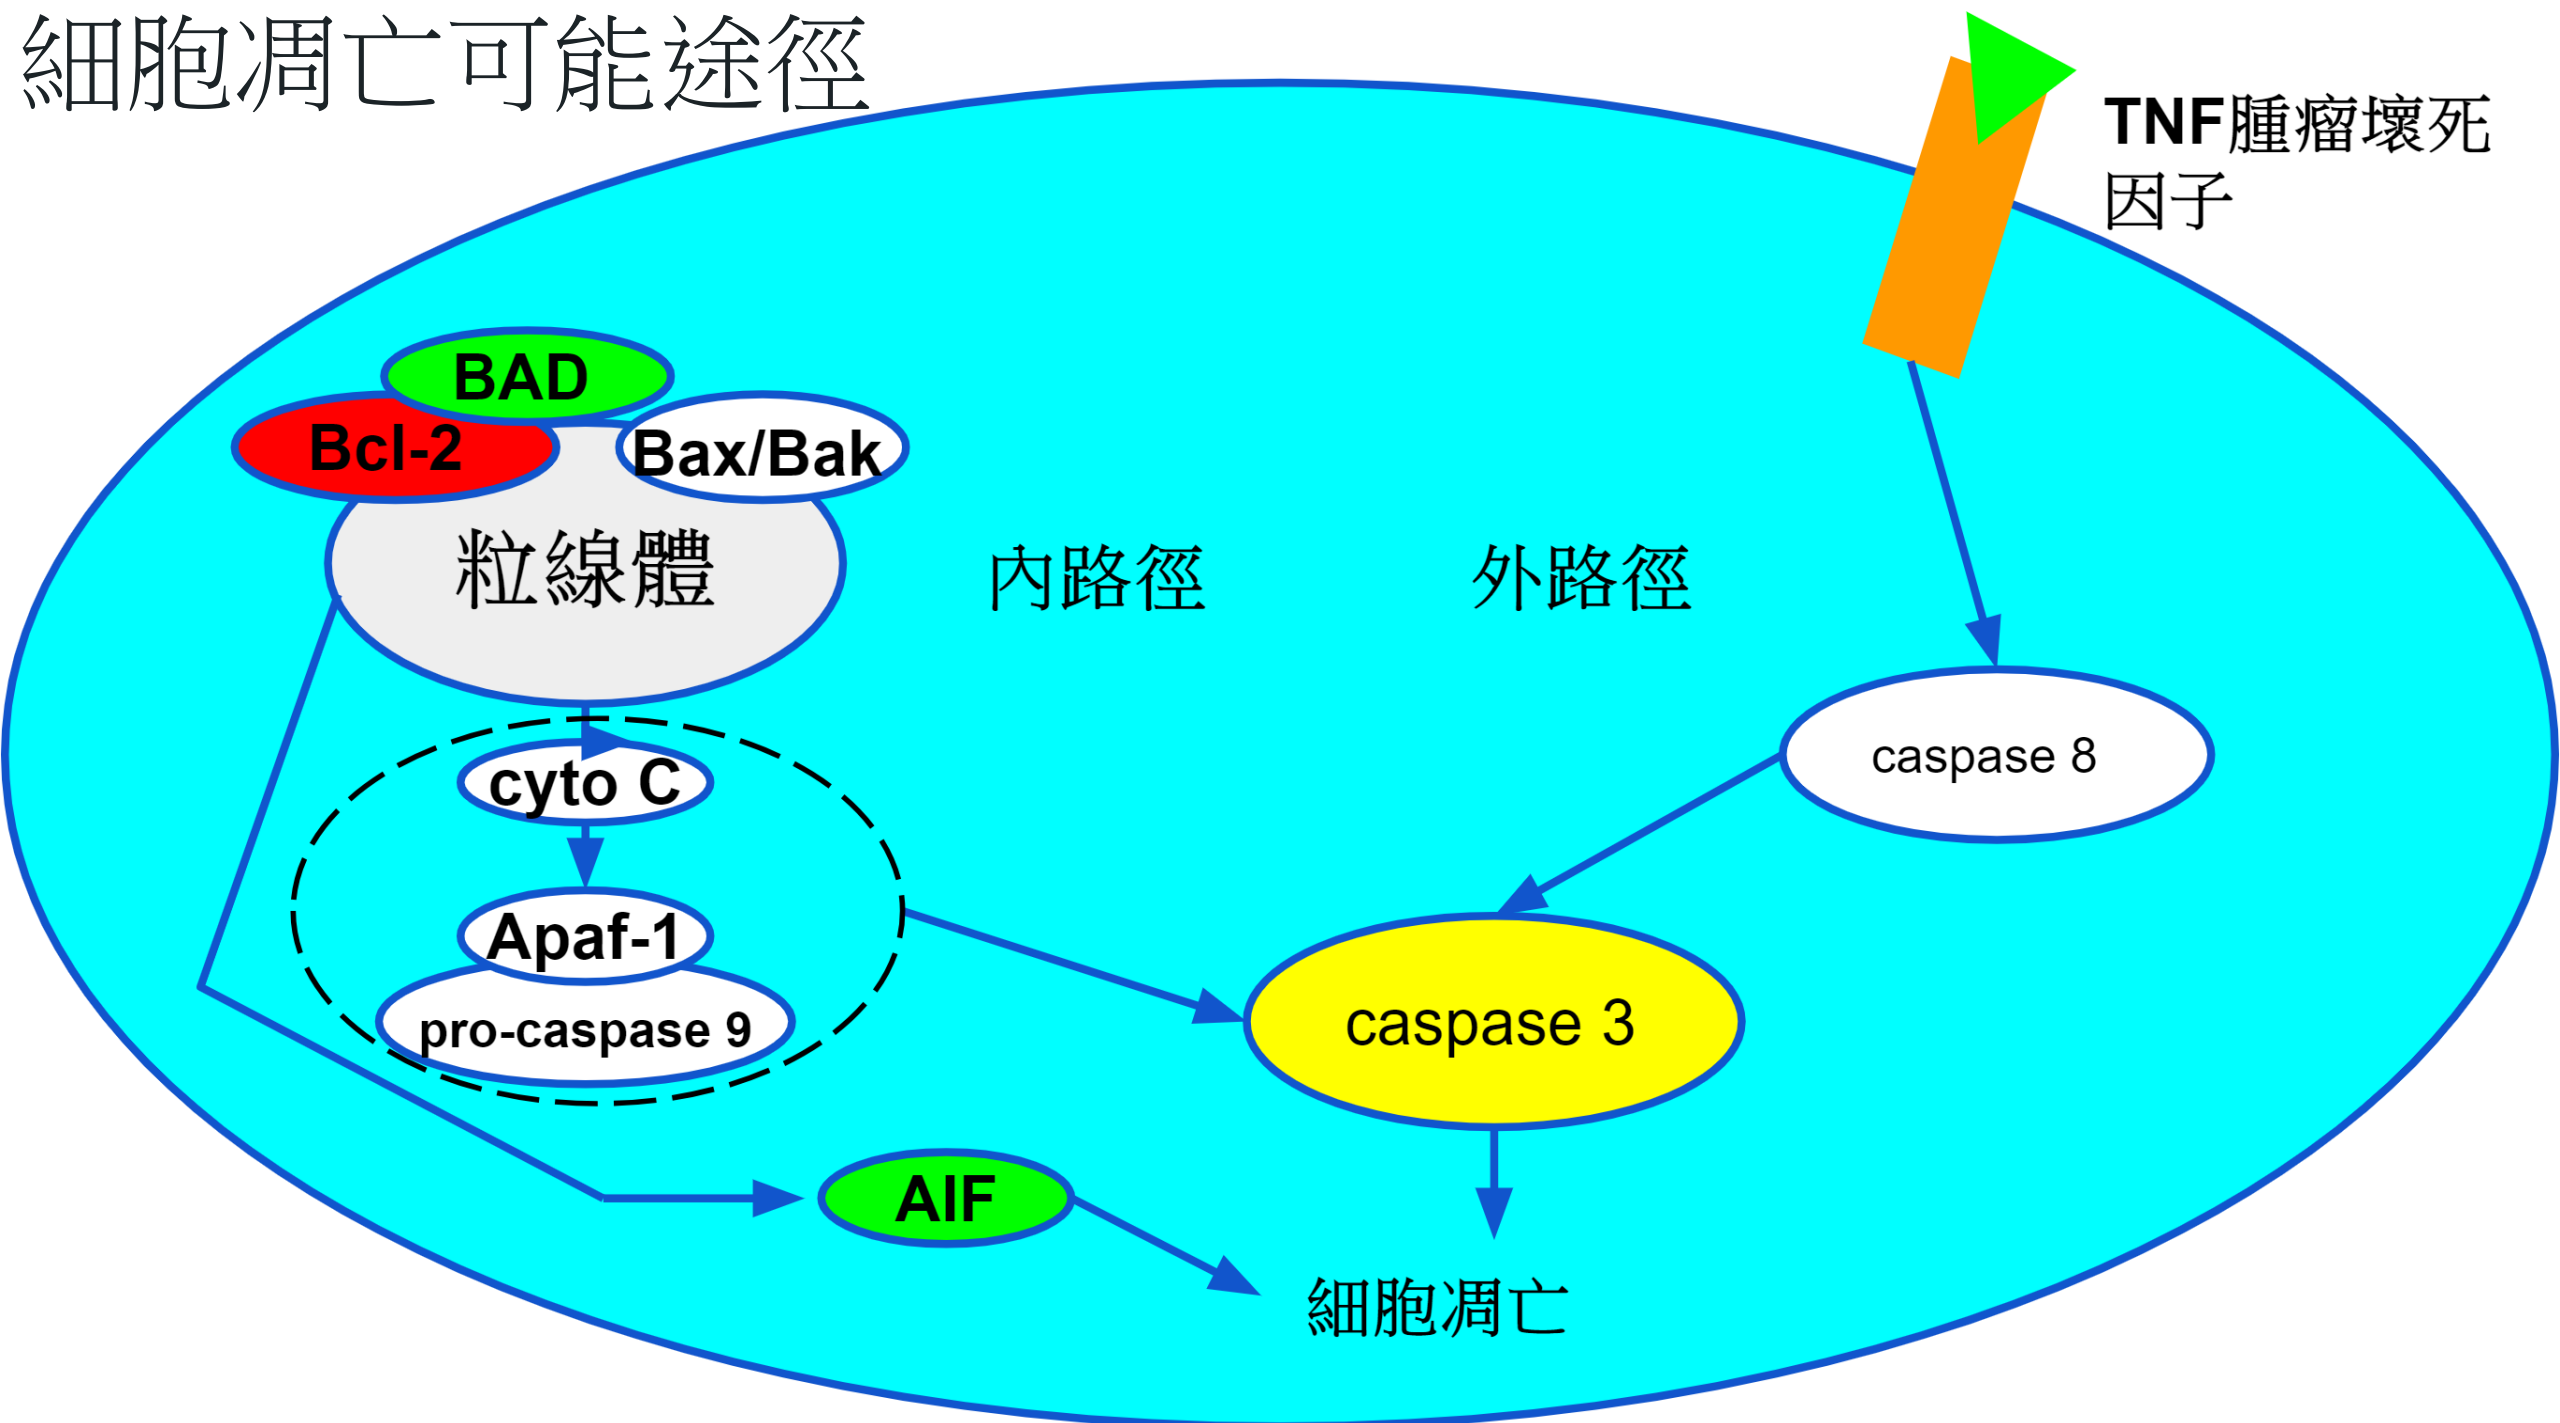 細胞凋亡可能途徑
TNF腫瘤壞死
因子
BAD
Bcl-2
Bax/Bak
粒線體
內路徑
外路徑
cyto C
caspase 8
Apaf-1
pro-caspase 9
caspase 3
AIF
細胞凋亡